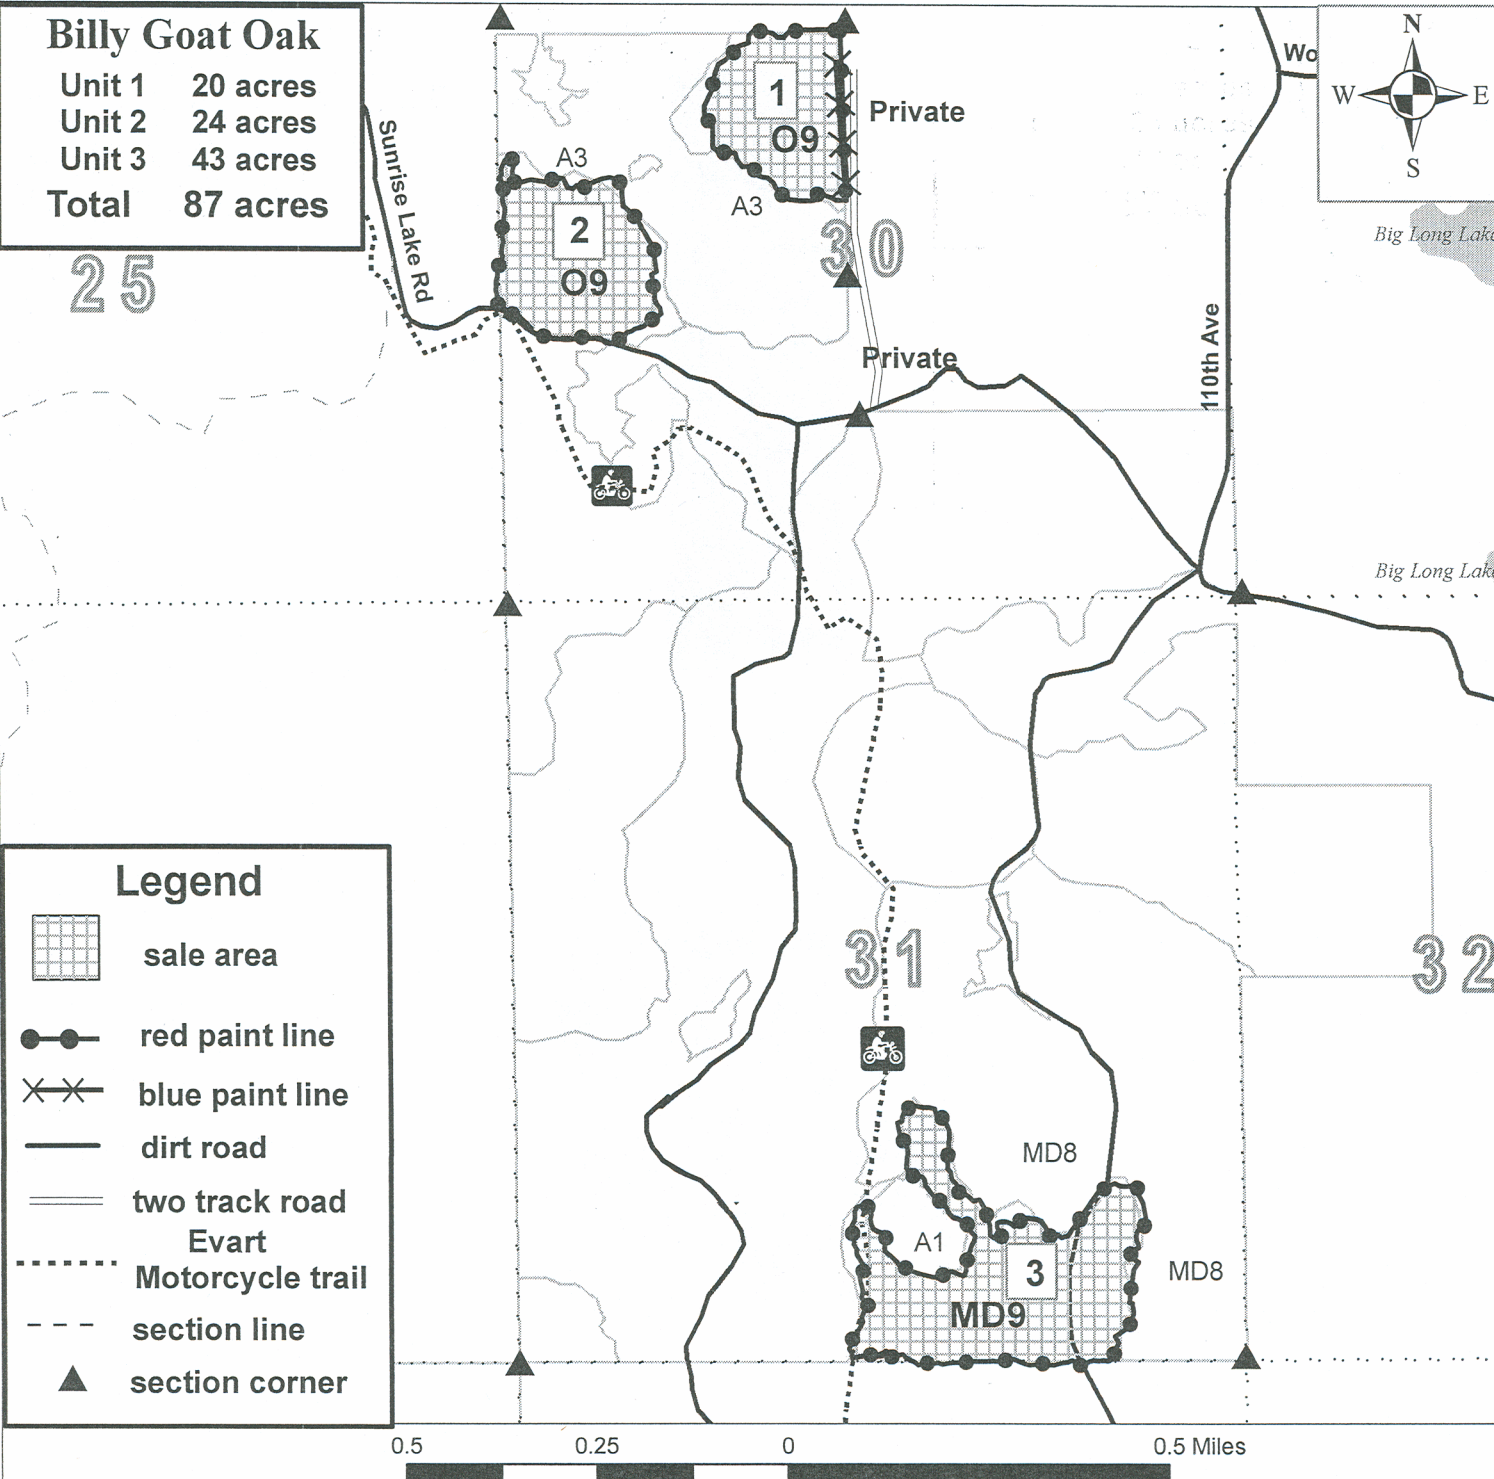 Billy Goat Oak
Unit 1 20 acres
Unit 2 24 acres
Unit 3 43 acres
Total 87 acres
N
W E
S
Wo
Sunrise Lake Rd
1
O9
Private
A3
A3
2
O9
30
25
Big Long Lake
Private
110th Ave
Big Long Lake
31
32
MD8
A1
3
MD9
MD8
Legend
sale area
red paint line
blue paint line
dirt road
two track road
Evart
Motorcycle trail
section line
section corner
0.5 0.25 0 0.5 Miles